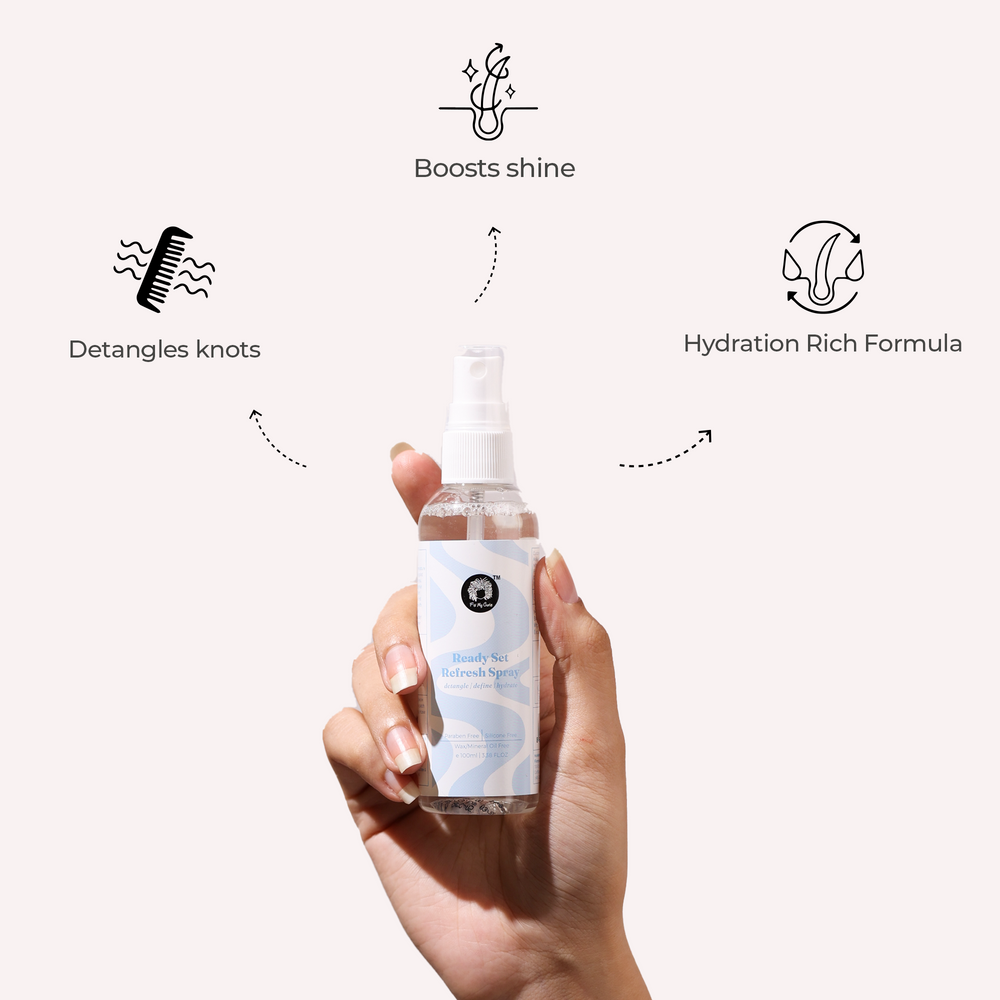 Boosts shine
Detangles knots
Hydration Rich Formula
TM
Ready Set
Refresh Spray
detangle | define | hydrate
Paraben Free | Silicone Free
Wax/Mineral Oil Free